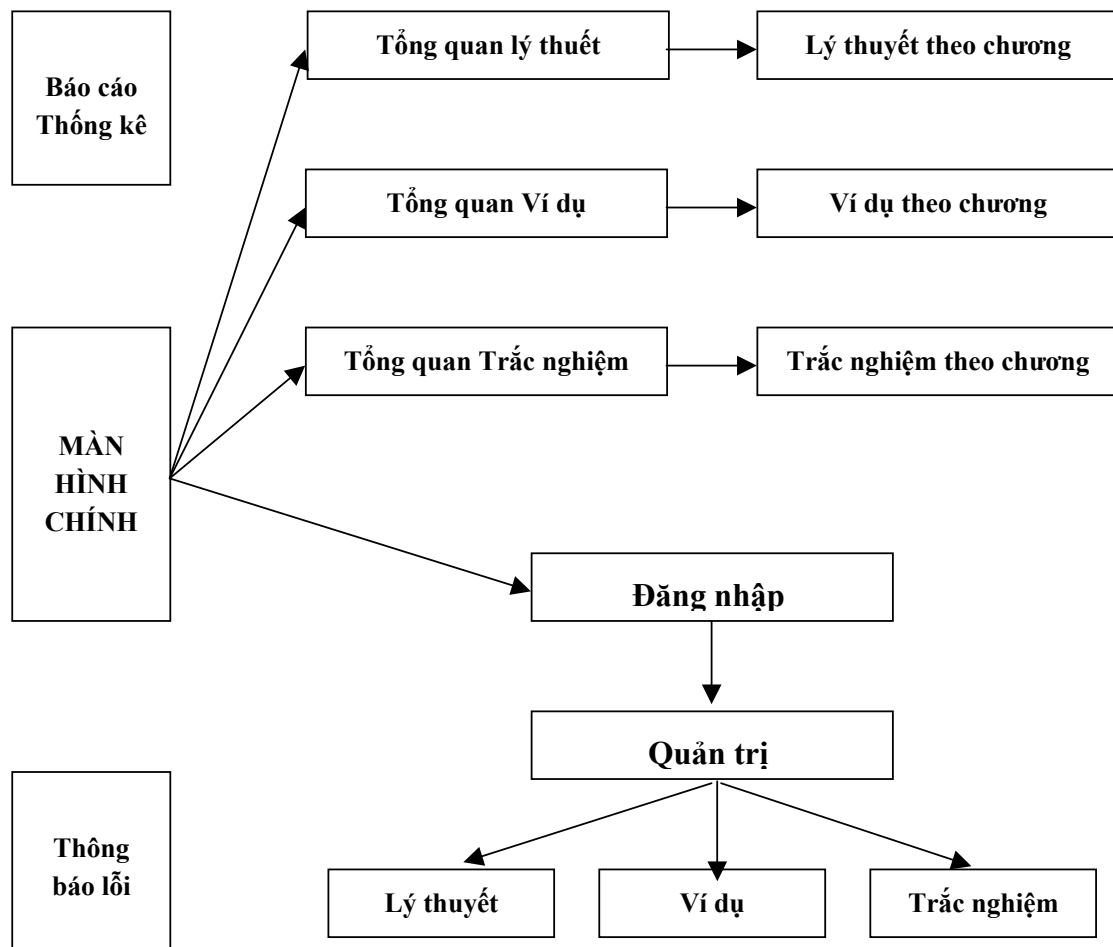 Tổng quan lý thuết
Lý thuyết theo chương
Báo cáo
Thống kê
Tổng quan Ví dụ
Ví dụ theo chương
Tổng quan Trắc nghiệm
Trắc nghiệm theo chương
MÀN
HÌNH
CHÍNH
Đăng nhập
Quản trị
Thông
báo lỗi
Lý thuyết
Ví dụ
Trắc nghiệm